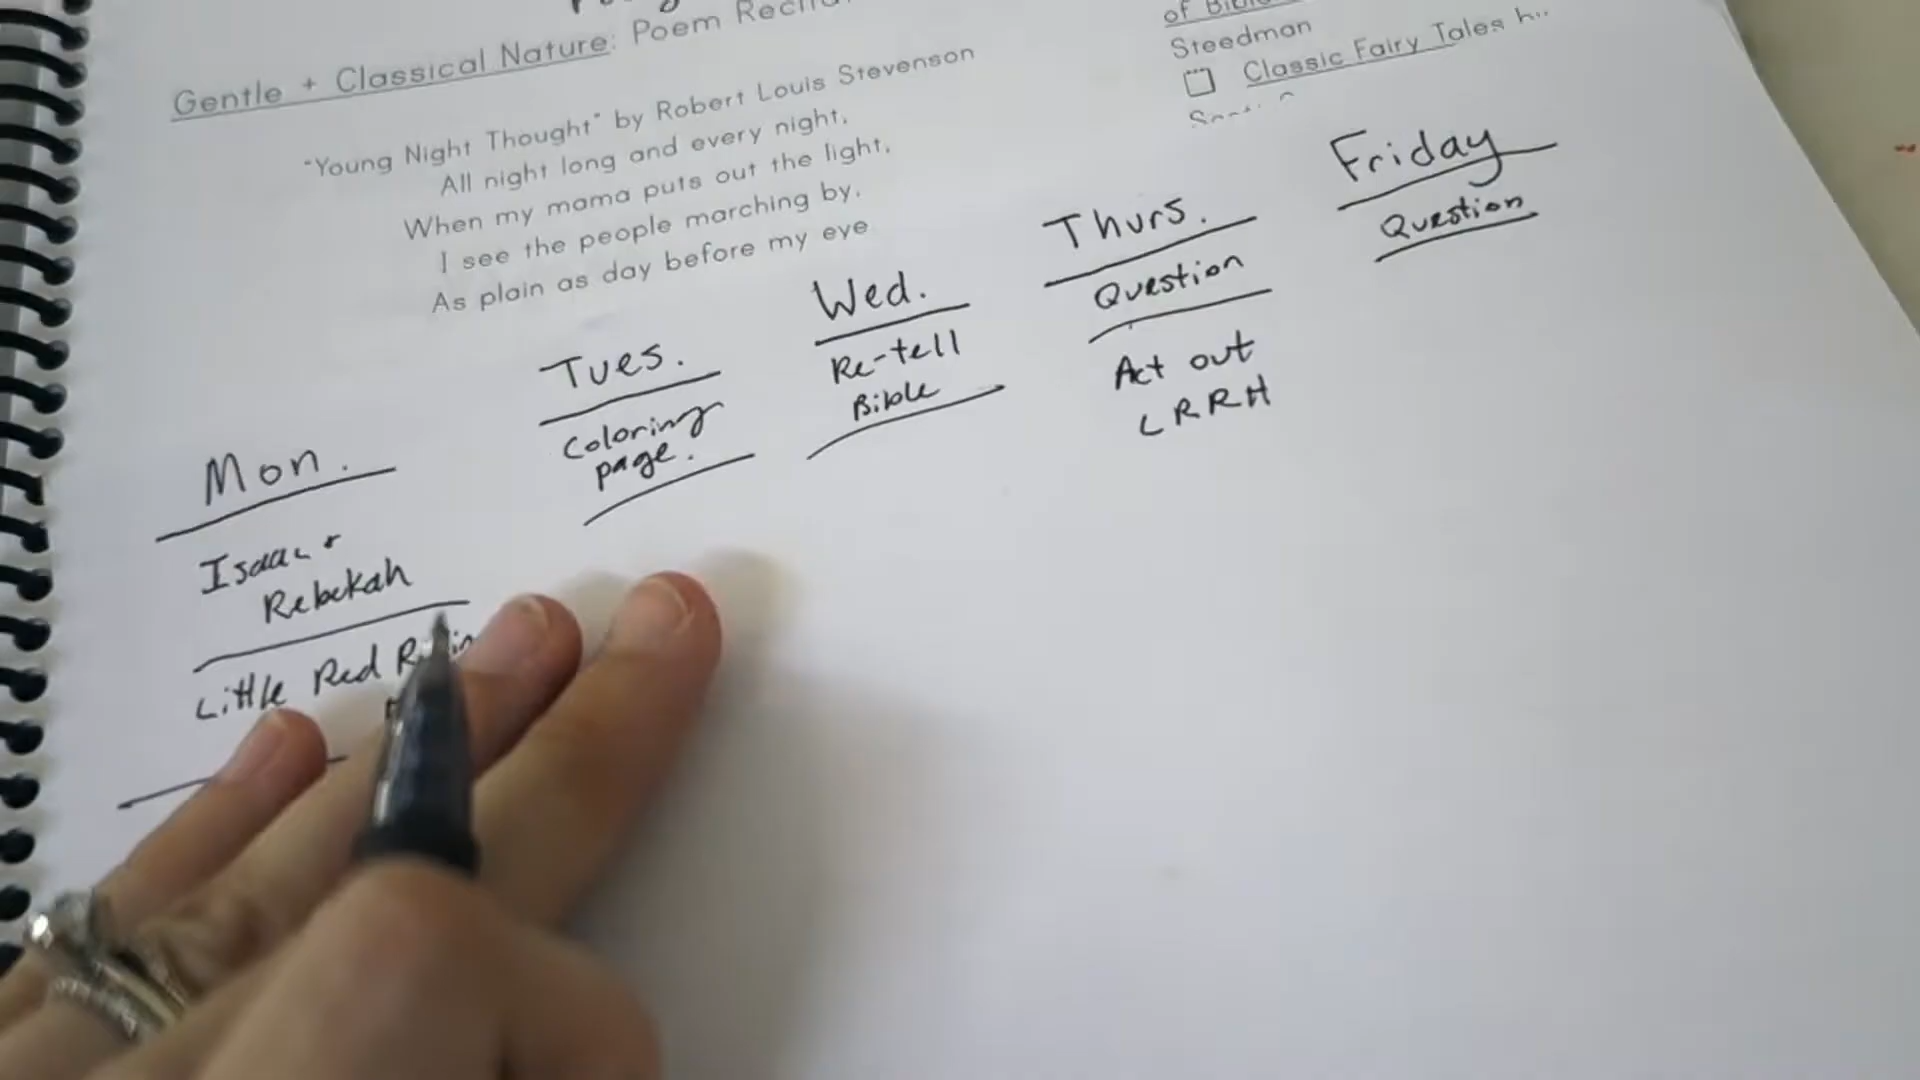 Gentle + Classical Nature: Poem
"Young Night Thought" by Robert Louis Stevenson
All night long and every night,
When my mama puts out the light,
I see the people marching by,
As plain as day before my eye
of
Steedman
Classic Fairy Tales
Mon.
Isaac +
Rebekah
Little Red
Tues.
Coloring
page.
Wed.
Re-tell
Bible
Thurs.
Question
Act out
LRRH
Friday
Question